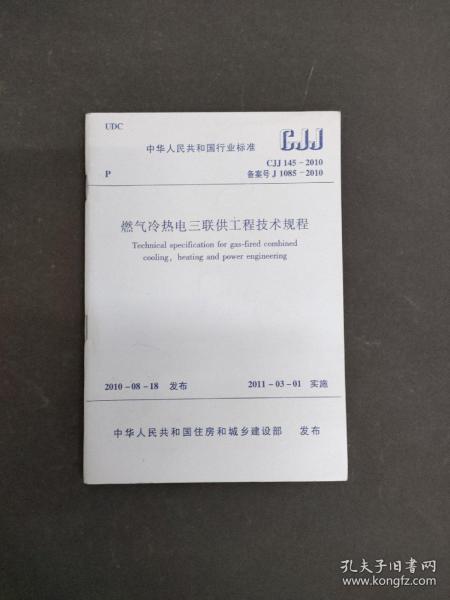 UDC
中华人民共和国行业标准
CJJ
CJJ 145-2010
P
备案号 J 1085-2010
燃气冷热电三联供工程技术规程
Technical specification for gas-fired combined
cooling, heating and power engineering
2010-08-18 发布
2011-03-01 实施
中华人民共和国住房和城乡建设部 发布
孔夫子旧书网
www.kongfz.com